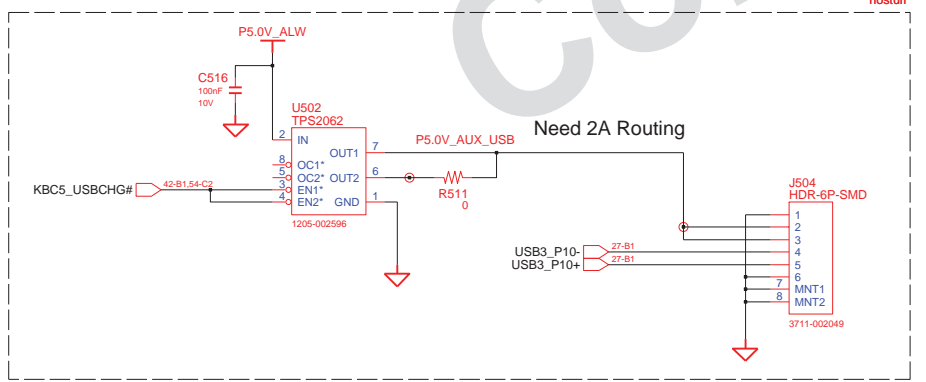 P5.0V_ALW
C516
100nF
10V
U502
TPS2062
2 IN
OUT1 7
8 OC1*
5 OC2* OUT2 6
3 EN1*
4 EN2* GND 1
1205-002596
KBC5_USBCHG# 42-B1,54-C2
P5.0V_AUX_USB
Need 2A Routing
R511
0
J504
HDR-6P-SMD
1
2
3
USB3_P10- 27-B1 4
USB3_P10+ 27-B1 5
6
7 MNT1
8 MNT2
3711-002049